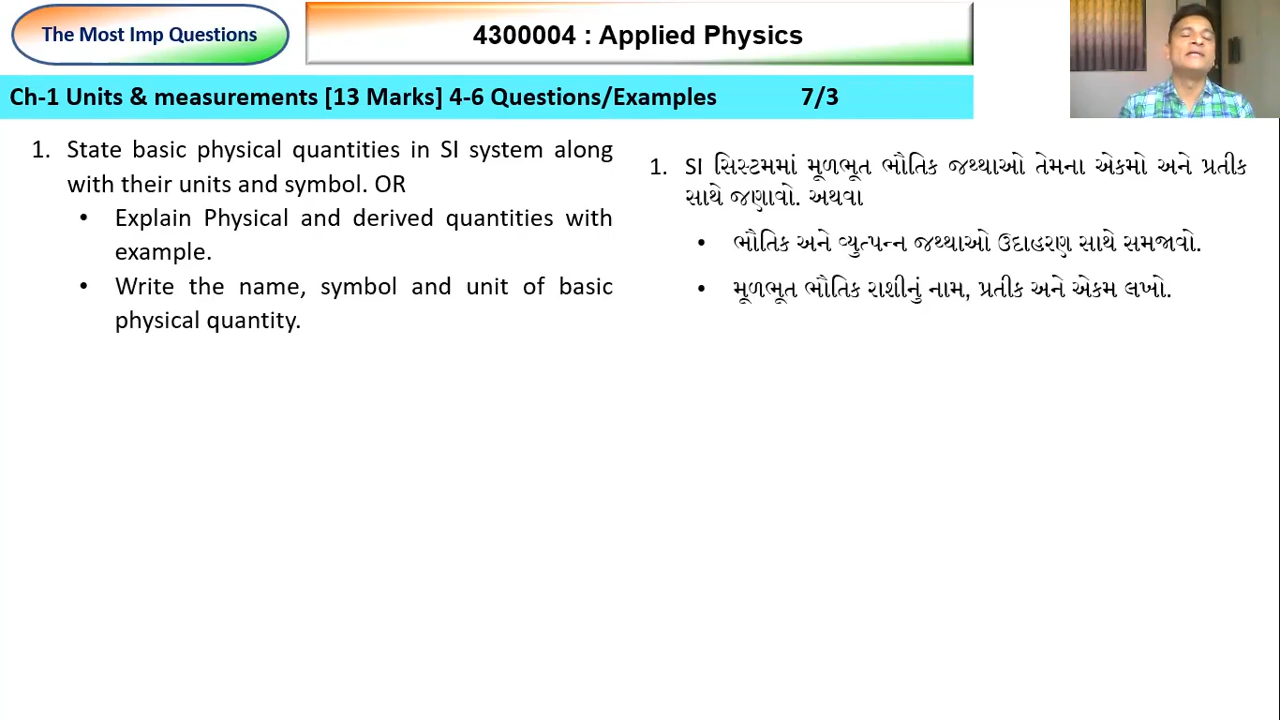 The Most Imp Questions
4300004 : Applied Physics
Ch-1 Units & measurements [13 Marks] 4-6 Questions/Examples 7/3
1. State basic physical quantities in SI system along
with their units and symbol. OR
• Explain Physical and derived quantities with
example.
• Write the name, symbol and unit of basic
physical quantity.
1. SI સિસ્ટમમાં મૂળભૂત ભૌતિક જથ્થાઓ તેમના એકમો અને પ્રતીક
સાથે જણાવો. અથવા
• ભૌતિક અને વ્યુત્પન્ન જથ્થાઓ ઉદાહરણ સાથે સમજાવો.
• મૂળભૂત ભૌતિક રાશીનું નામ, પ્રતીક અને એકમ લખો.